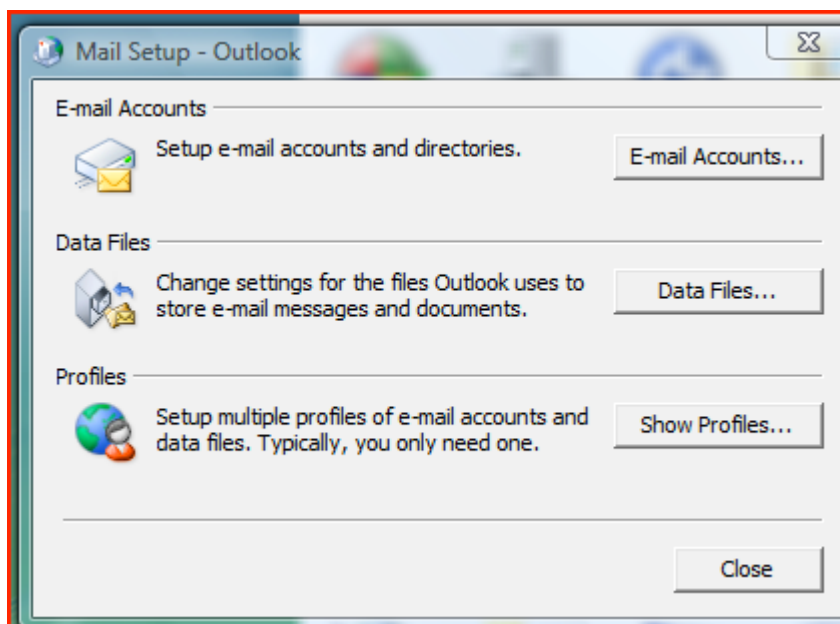 Mail Setup - Outlook
E-mail Accounts
Setup e-mail accounts and directories.
E-mail Accounts...
Data Files
Change settings for the files Outlook uses to
store e-mail messages and documents.
Data Files...
Profiles
Setup multiple profiles of e-mail accounts and
data files. Typically, you only need one.
Show Profiles...
Close